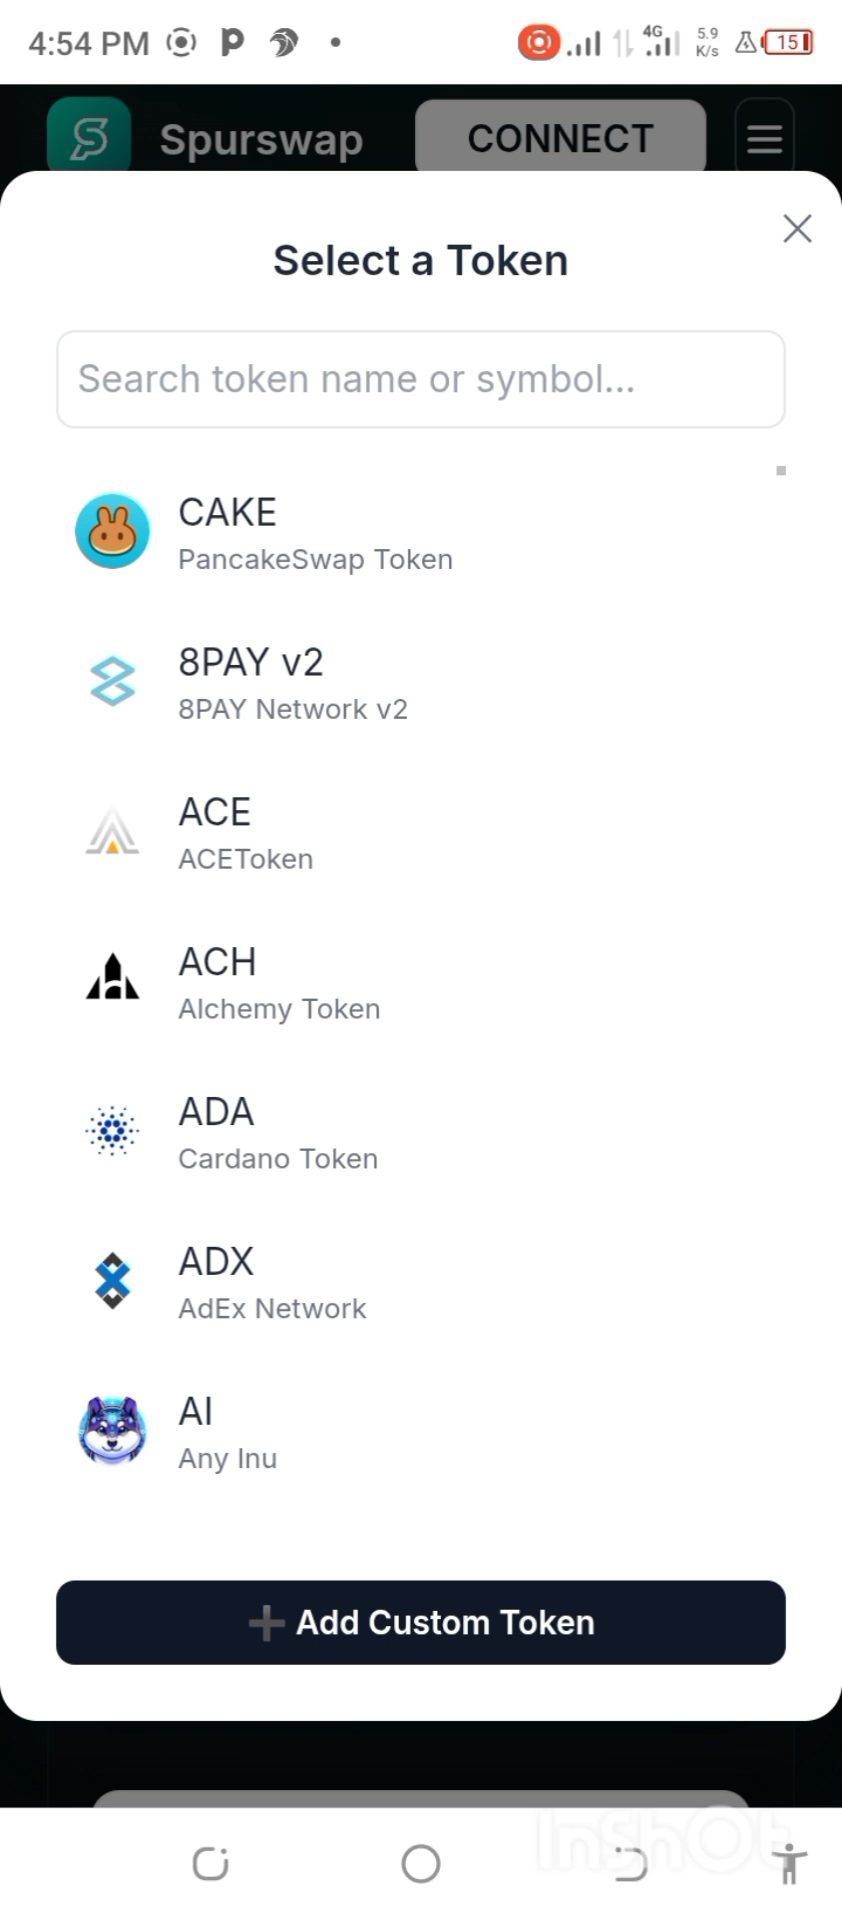 4:54 PM
4G
5.9
K/s
15
Spurswap
CONNECT
Select a Token
Search token name or symbol...
CAKE
PancakeSwap Token
8PAY v2
8PAY Network v2
ACE
ACEToken
ACH
Alchemy Token
ADA
Cardano Token
ADX
AdEx Network
AI
Any Inu
➕ Add Custom Token
InShOt